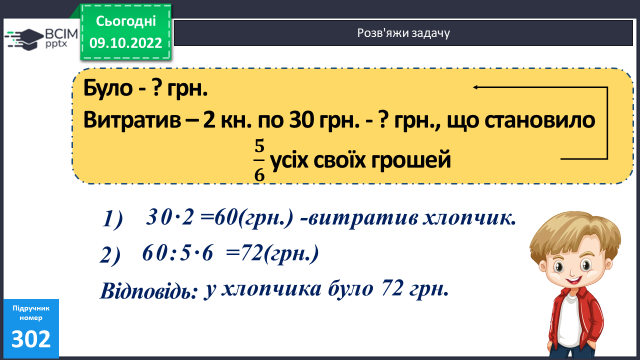 BCIM
pptx
Сьогодні
09.10.2022
Розв'яжи задачу
Було - ? грн.
Витратив – 2 кн. по 30 грн. - ? грн., що становило
5/6 усіх своїх грошей
1) 30·2 =60(грн.) -витратив хлопчик.
2) 60:5·6 =72(грн.)
Відповідь: у хлопчика було 72 грн.
Підручник
номер
302